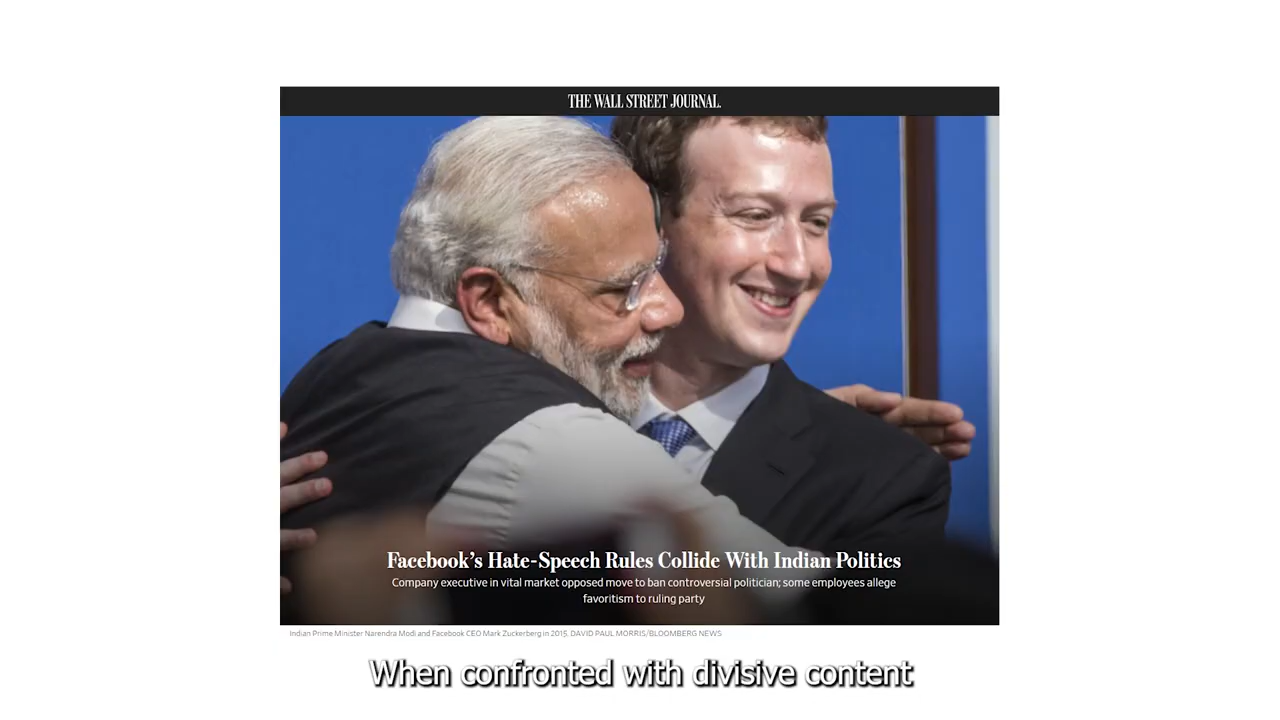 THE WALL STREET JOURNAL.
Facebook's Hate-Speech Rules Collide With Indian Politics
Company executive in vital market opposed move to ban controversial politician; some employees allege
favoritism to ruling party
Indian Prime Minister Narendra Modi and Facebook CEO Mark Zuckerberg in 2015. DAVID PAUL MORRIS/BLOOMBERG NEWS
When confronted with divisive content